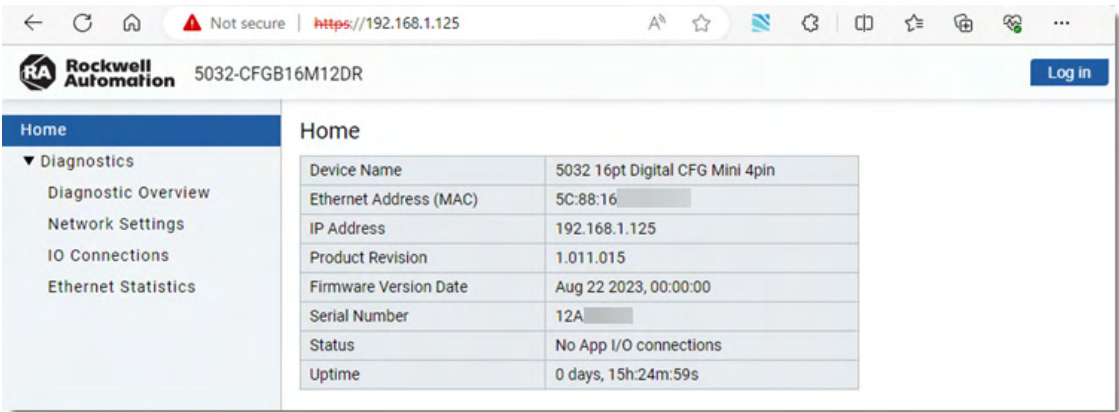 Not secure https://192.168.1.125
Rockwell Automation 5032-CFGB16M12DR Log in
Home
Diagnostics
Diagnostic Overview
Network Settings
IO Connections
Ethernet Statistics
Home
Device Name 5032 16pt Digital CFG Mini 4pin
Ethernet Address (MAC) 5C:88:16
IP Address 192.168.1.125
Product Revision 1.011.015
Firmware Version Date Aug 22 2023, 00:00:00
Serial Number 12A
Status No App I/O connections
Uptime 0 days, 15h:24m:59s